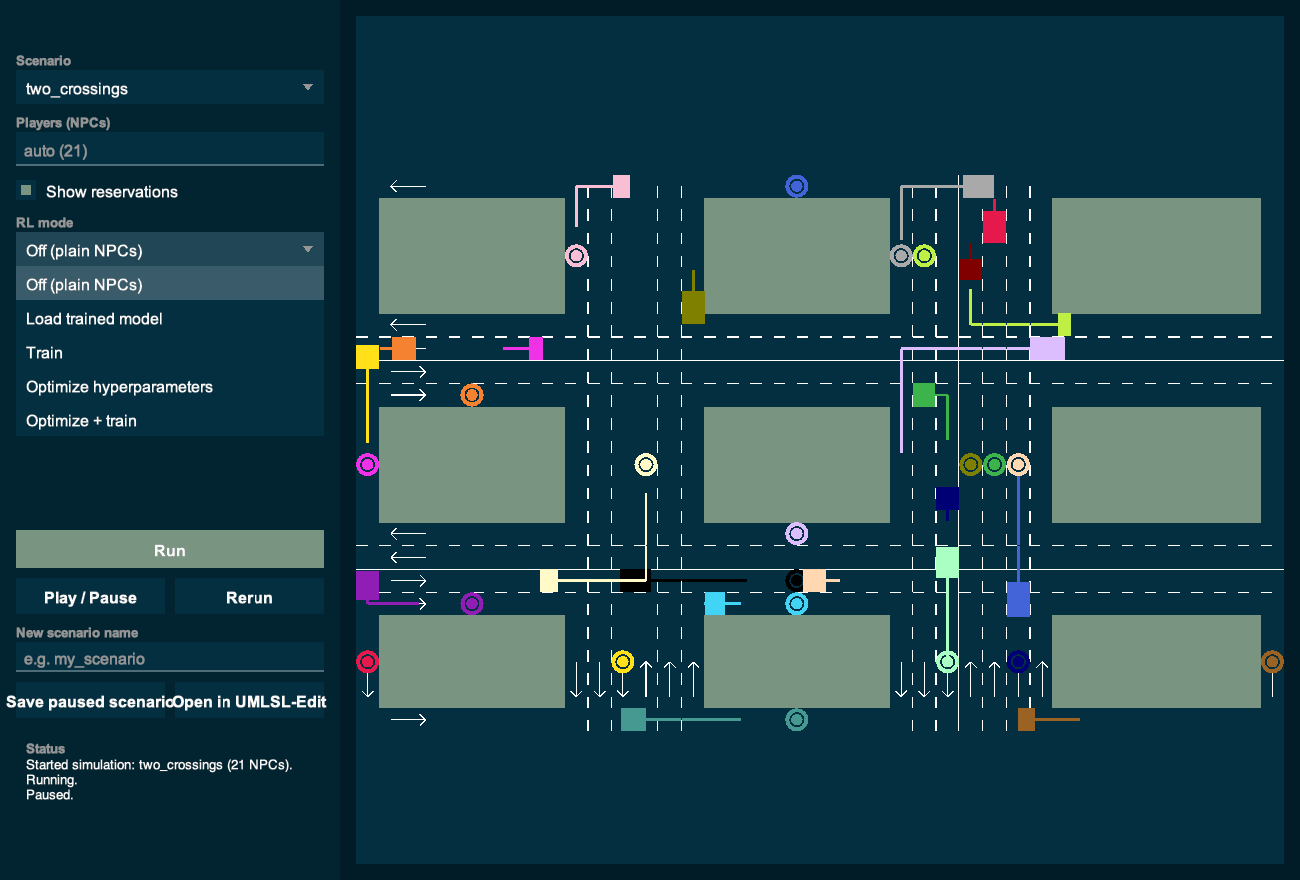 Scenario
two_crossings
Players (NPCs)
auto (21)
Show reservations
RL mode
Off (plain NPCs)
Off (plain NPCs)
Load trained model
Train
Optimize hyperparameters
Optimize + train
Run
Play / Pause
Rerun
New scenario name
e.g. my_scenario
Save paused scenario
Open in UMLSL-Edit
Status
Started simulation: two_crossings (21 NPCs).
Running.
Paused.